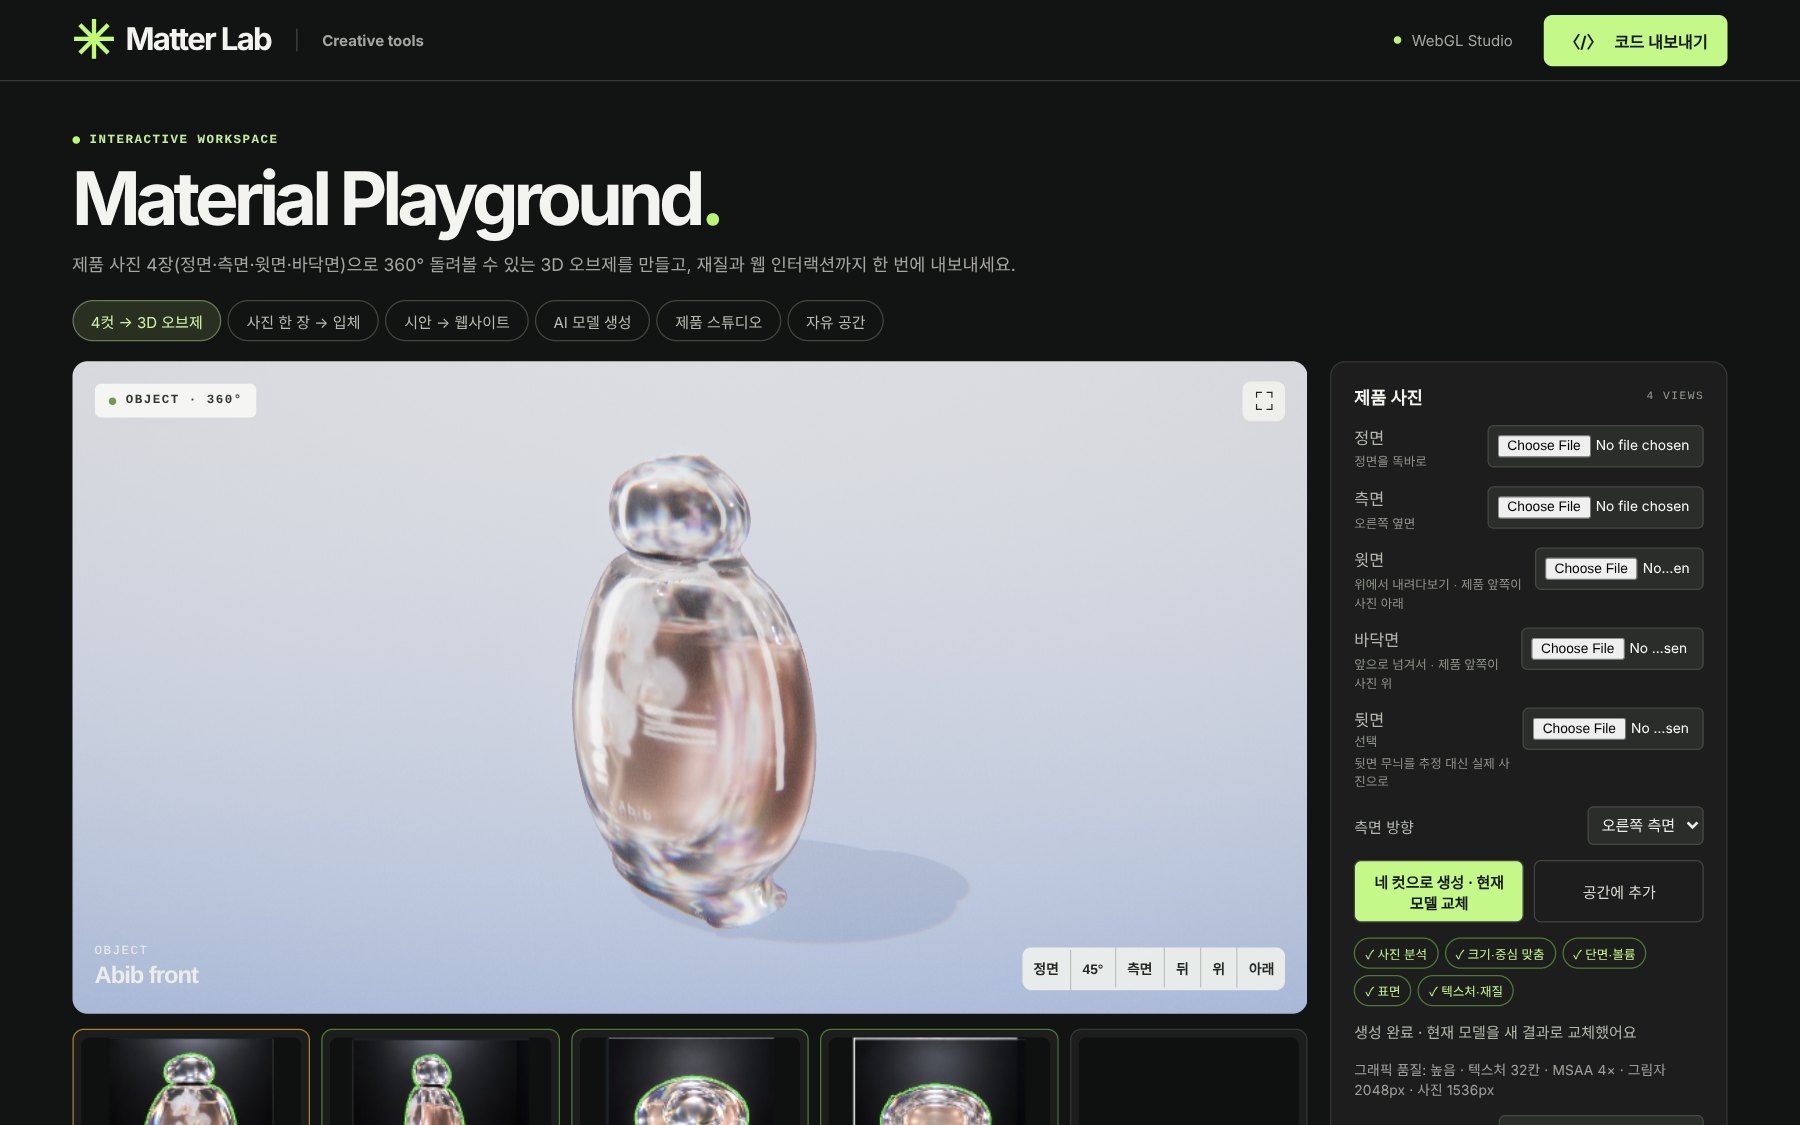 Matter Lab
Creative tools
WebGL Studio
코드 내보내기
INTERACTIVE WORKSPACE
Material Playground.
제품 사진 4장(정면·측면·윗면·바닥면)으로 360° 돌려볼 수 있는 3D 오브제를 만들고, 재질과 웹 인터랙션까지 한 번에 내보내세요.
4컷 → 3D 오브제
사진 한 장 → 입체
시안 → 웹사이트
AI 모델 생성
제품 스튜디오
자유 공간
OBJECT · 360°
Abib
OBJECT
Abib front
정면
45°
측면
뒤
위
아래
제품 사진
4 VIEWS
정면
정면을 똑바로
Choose File No file chosen
측면
오른쪽 옆면
Choose File No file chosen
윗면
위에서 내려다보기 · 제품 앞쪽이
사진 아래
Choose File No...en
바닥면
앞으로 넘겨서 · 제품 앞쪽이
사진 위
Choose File No ...sen
뒷면
선택
뒷면 무늬를 추정 대신 실제 사
진으로
Choose File No ...sen
측면 방향
오른쪽 측면
네 컷으로 생성 · 현재
모델 교체
공간에 추가
✓ 사진 분석
✓ 크기·중심 맞춤
✓ 단면·볼륨
✓ 표면
✓ 텍스처·재질
생성 완료 · 현재 모델을 새 결과로 교체했어요
그래픽 품질: 높음 · 텍스처 32칸 · MSAA 4× · 그림자
2048px · 사진 1536px